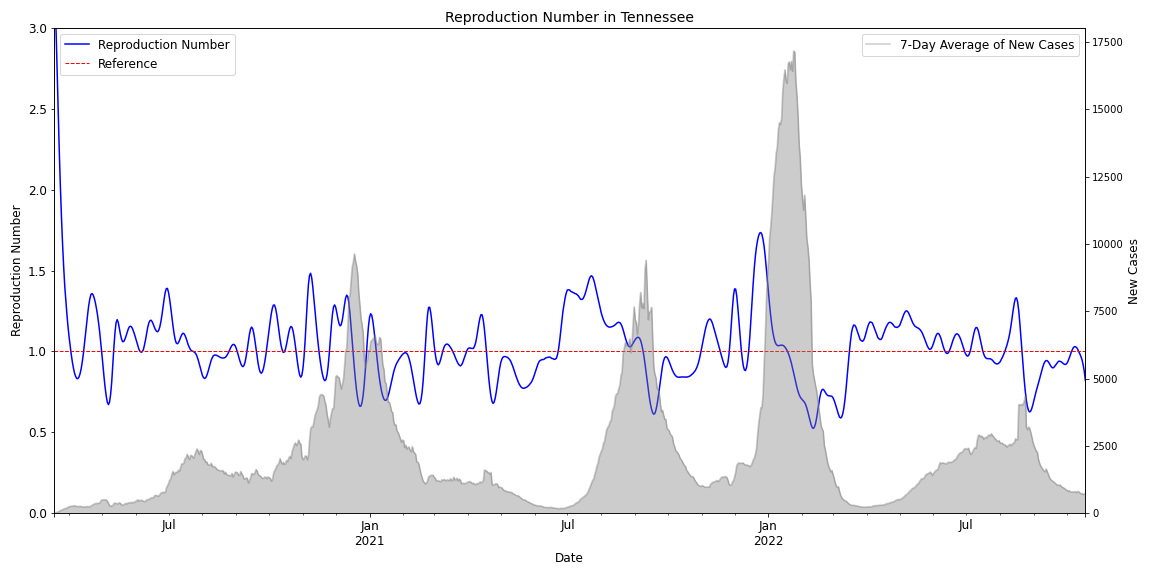 Reproduction Number in Tennessee
Reproduction Number
Reference
7-Day Average of New Cases
3.0
2.5
2.0
1.5
1.0
0.5
0.0
Reproduction Number
17500
15000
12500
10000
7500
5000
2500
0
New Cases
Jul
Jan
2021
Jul
Jan
2022
Jul
Date